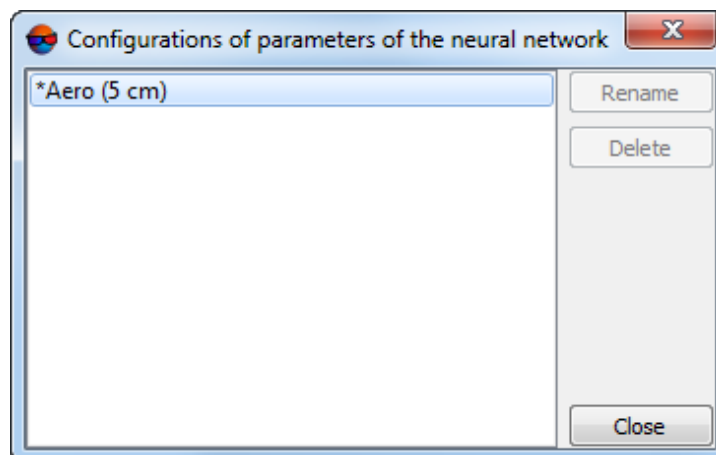 Configurations of parameters of the neural network
*Aero (5 cm)
Rename
Delete
Close